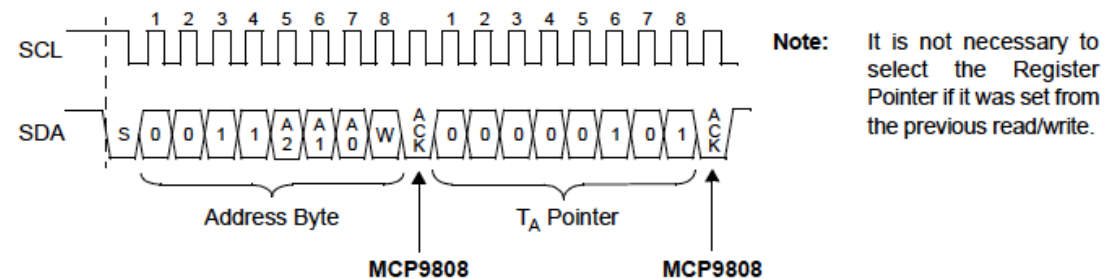 1 2 3 4 5 6 7 8 1 2 3 4 5 6 7 8
SCL
Note: It is not necessary to
select the Register
Pointer if it was set from
the previous read/write.
SDA S 0 0 1 1 A2 A1 A0 W ACK 0 0 0 0 0 1 0 1 ACK
Address Byte TA Pointer
MCP9808 MCP9808